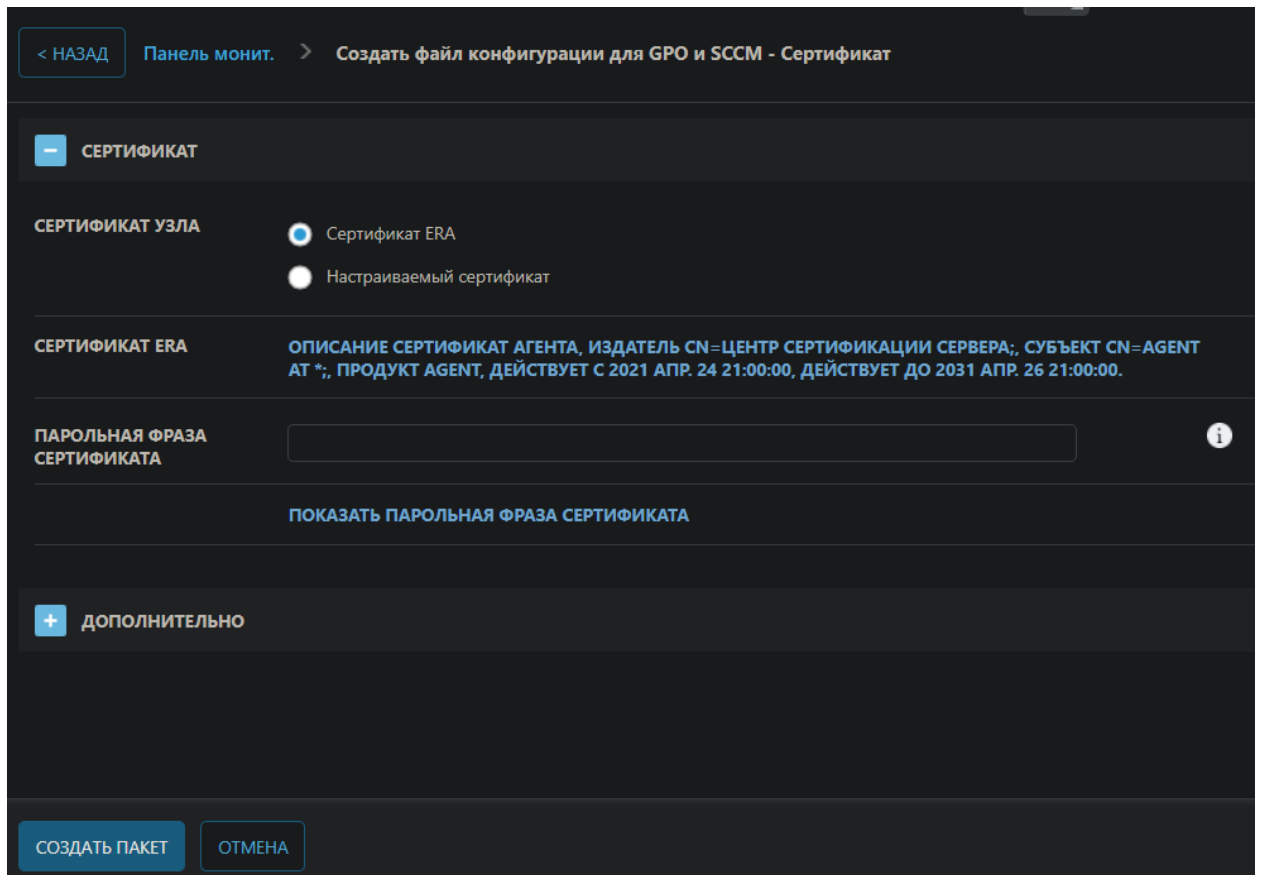 < НАЗАД Панель монит. > Создать файл конфигурации для GPO и SCCM - Сертификат
СЕРТИФИКАТ
СЕРТИФИКАТ УЗЛА
Сертификат ERA
Настраиваемый сертификат
СЕРТИФИКАТ ERA
ОПИСАНИЕ СЕРТИФИКАТ АГЕНТА, ИЗДАТЕЛЬ CN=ЦЕНТР СЕРТИФИКАЦИИ СЕРВЕРА;, СУБЪЕКТ CN=AGENT
AT *;, ПРОДУКТ AGENT, ДЕЙСТВУЕТ С 2021 АПР. 24 21:00:00, ДЕЙСТВУЕТ ДО 2031 АПР. 26 21:00:00.
ПАРОЛЬНАЯ ФРАЗА
СЕРТИФИКАТА
ПОКАЗАТЬ ПАРОЛЬНАЯ ФРАЗА СЕРТИФИКАТА
ДОПОЛНИТЕЛЬНО
СОЗДАТЬ ПАКЕТ ОТМЕНА